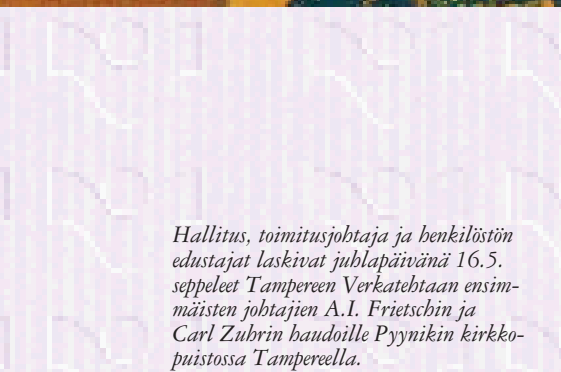 Hallitus, toimitusjohtaja ja henkilöstön
edustajat laskivat juhlapäivänä 16.5.
seppeleet Tampereen Verkatehtaan ensim-
mäisten johtajien A.I. Frietschin ja
Carl Zuhrin haudoille Pyynikin kirkko-
puistossa Tampereella.